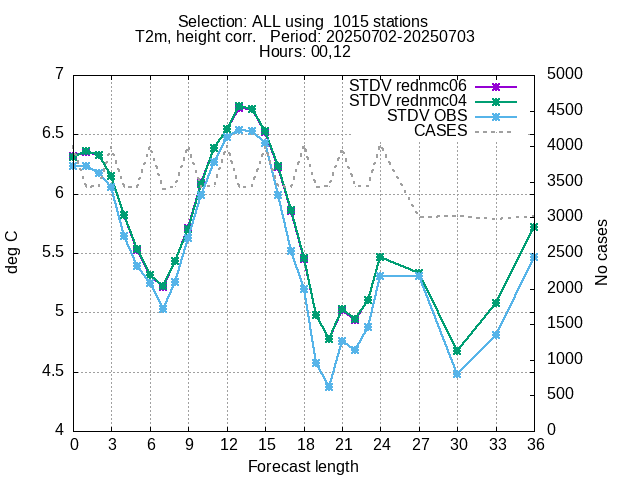 Selection: ALL using  1015 stations
T2m, height corr.   Period: 20250702-20250703
Hours: 00,12
7
6.5
6
5.5
5
4.5
4
5000
4500
4000
3500
3000
2500
2000
1500
1000
500
0
STDV rednmc06
STDV rednmc04
STDV OBS
CASES
deg C
No cases
0 3 6 9 12 15 18 21 24 27 30 33 36
Forecast length